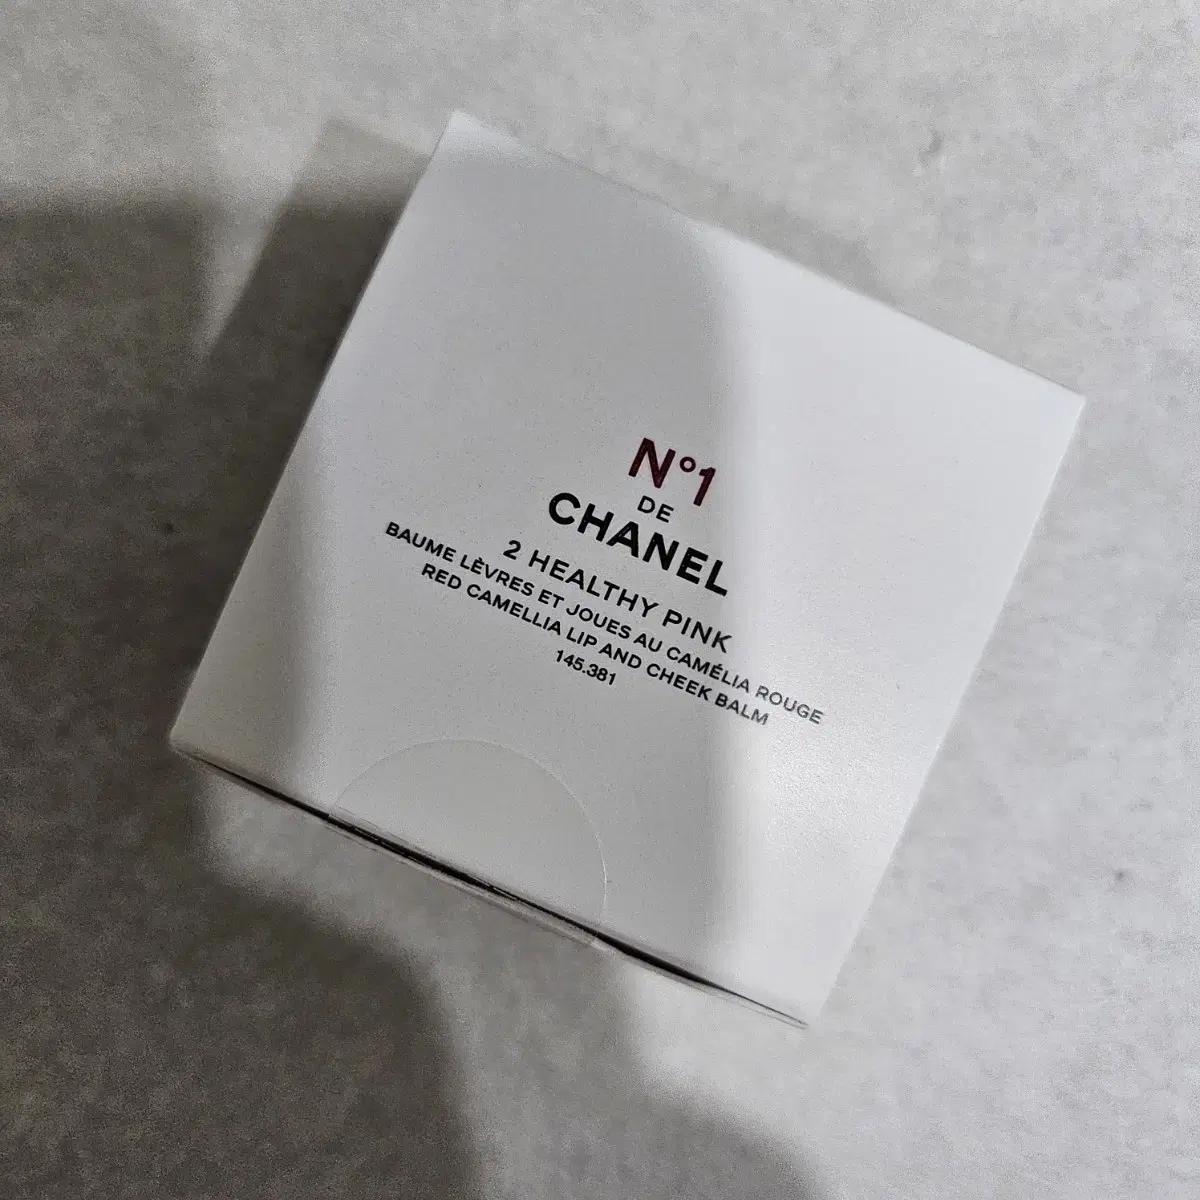 N°1
DE
CHANEL
2 HEALTHY PINK
BAUME LÈVRES ET JOUES AU CAMÉLIA ROUGE
RED CAMELLIA LIP AND CHEEK BALM
145.381